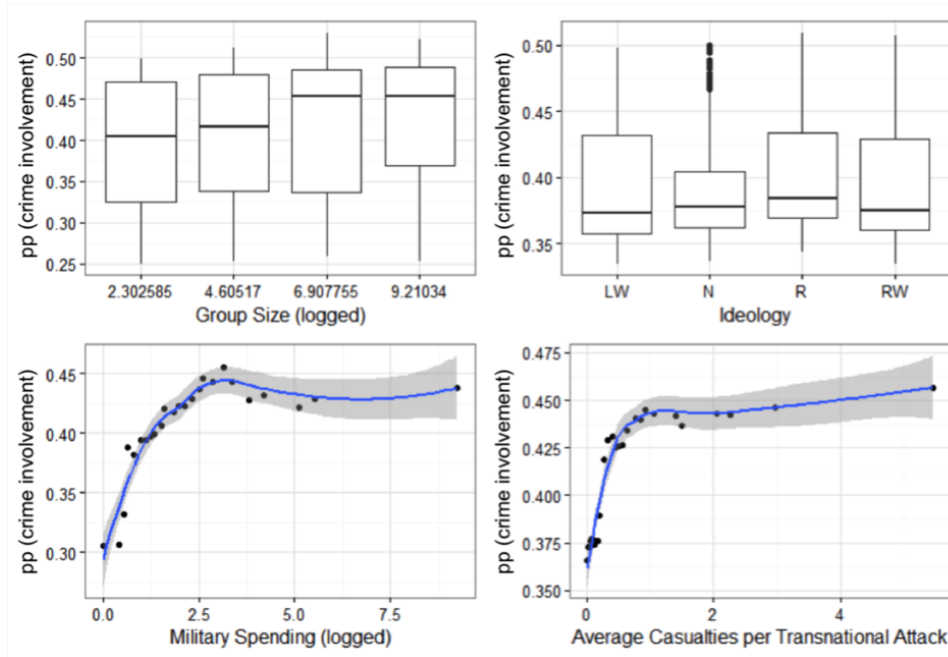 pp (crime involvement)
0.50
0.45
0.40
0.35
0.30
0.25
2.302585 4.60517 6.907755 9.21034
Group Size (logged)
pp (crime involvement)
0.50
0.45
0.40
0.35
LW N R RW
Ideology
pp (crime involvement)
0.45
0.40
0.35
0.30
0.0 2.5 5.0 7.5
Military Spending (logged)
pp (crime involvement)
0.475
0.450
0.425
0.400
0.375
0.350
0 2 4
Average Casualties per Transnational Attack